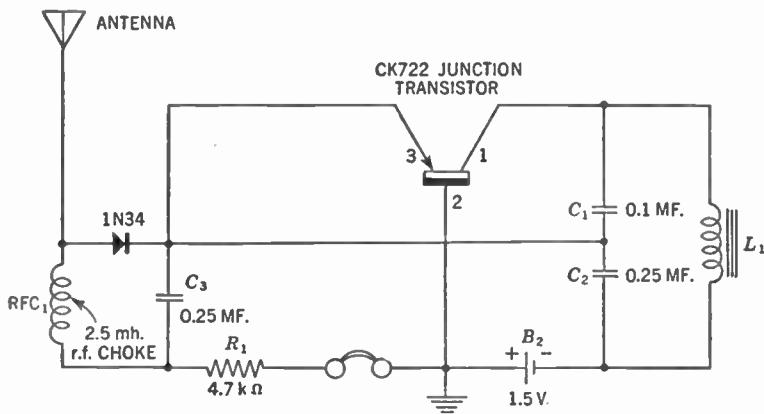 ANTENNA
CK722 JUNCTION
TRANSISTOR
3
1
2
1N34
C₁
0.1 MF.
L₁
C₂
0.25 MF.
C₃
0.25 MF.
RFC₁
2.5 mh.
r.f. CHOKE
R₁
4.7 k Ω
B₂
+
−
1.5 V.